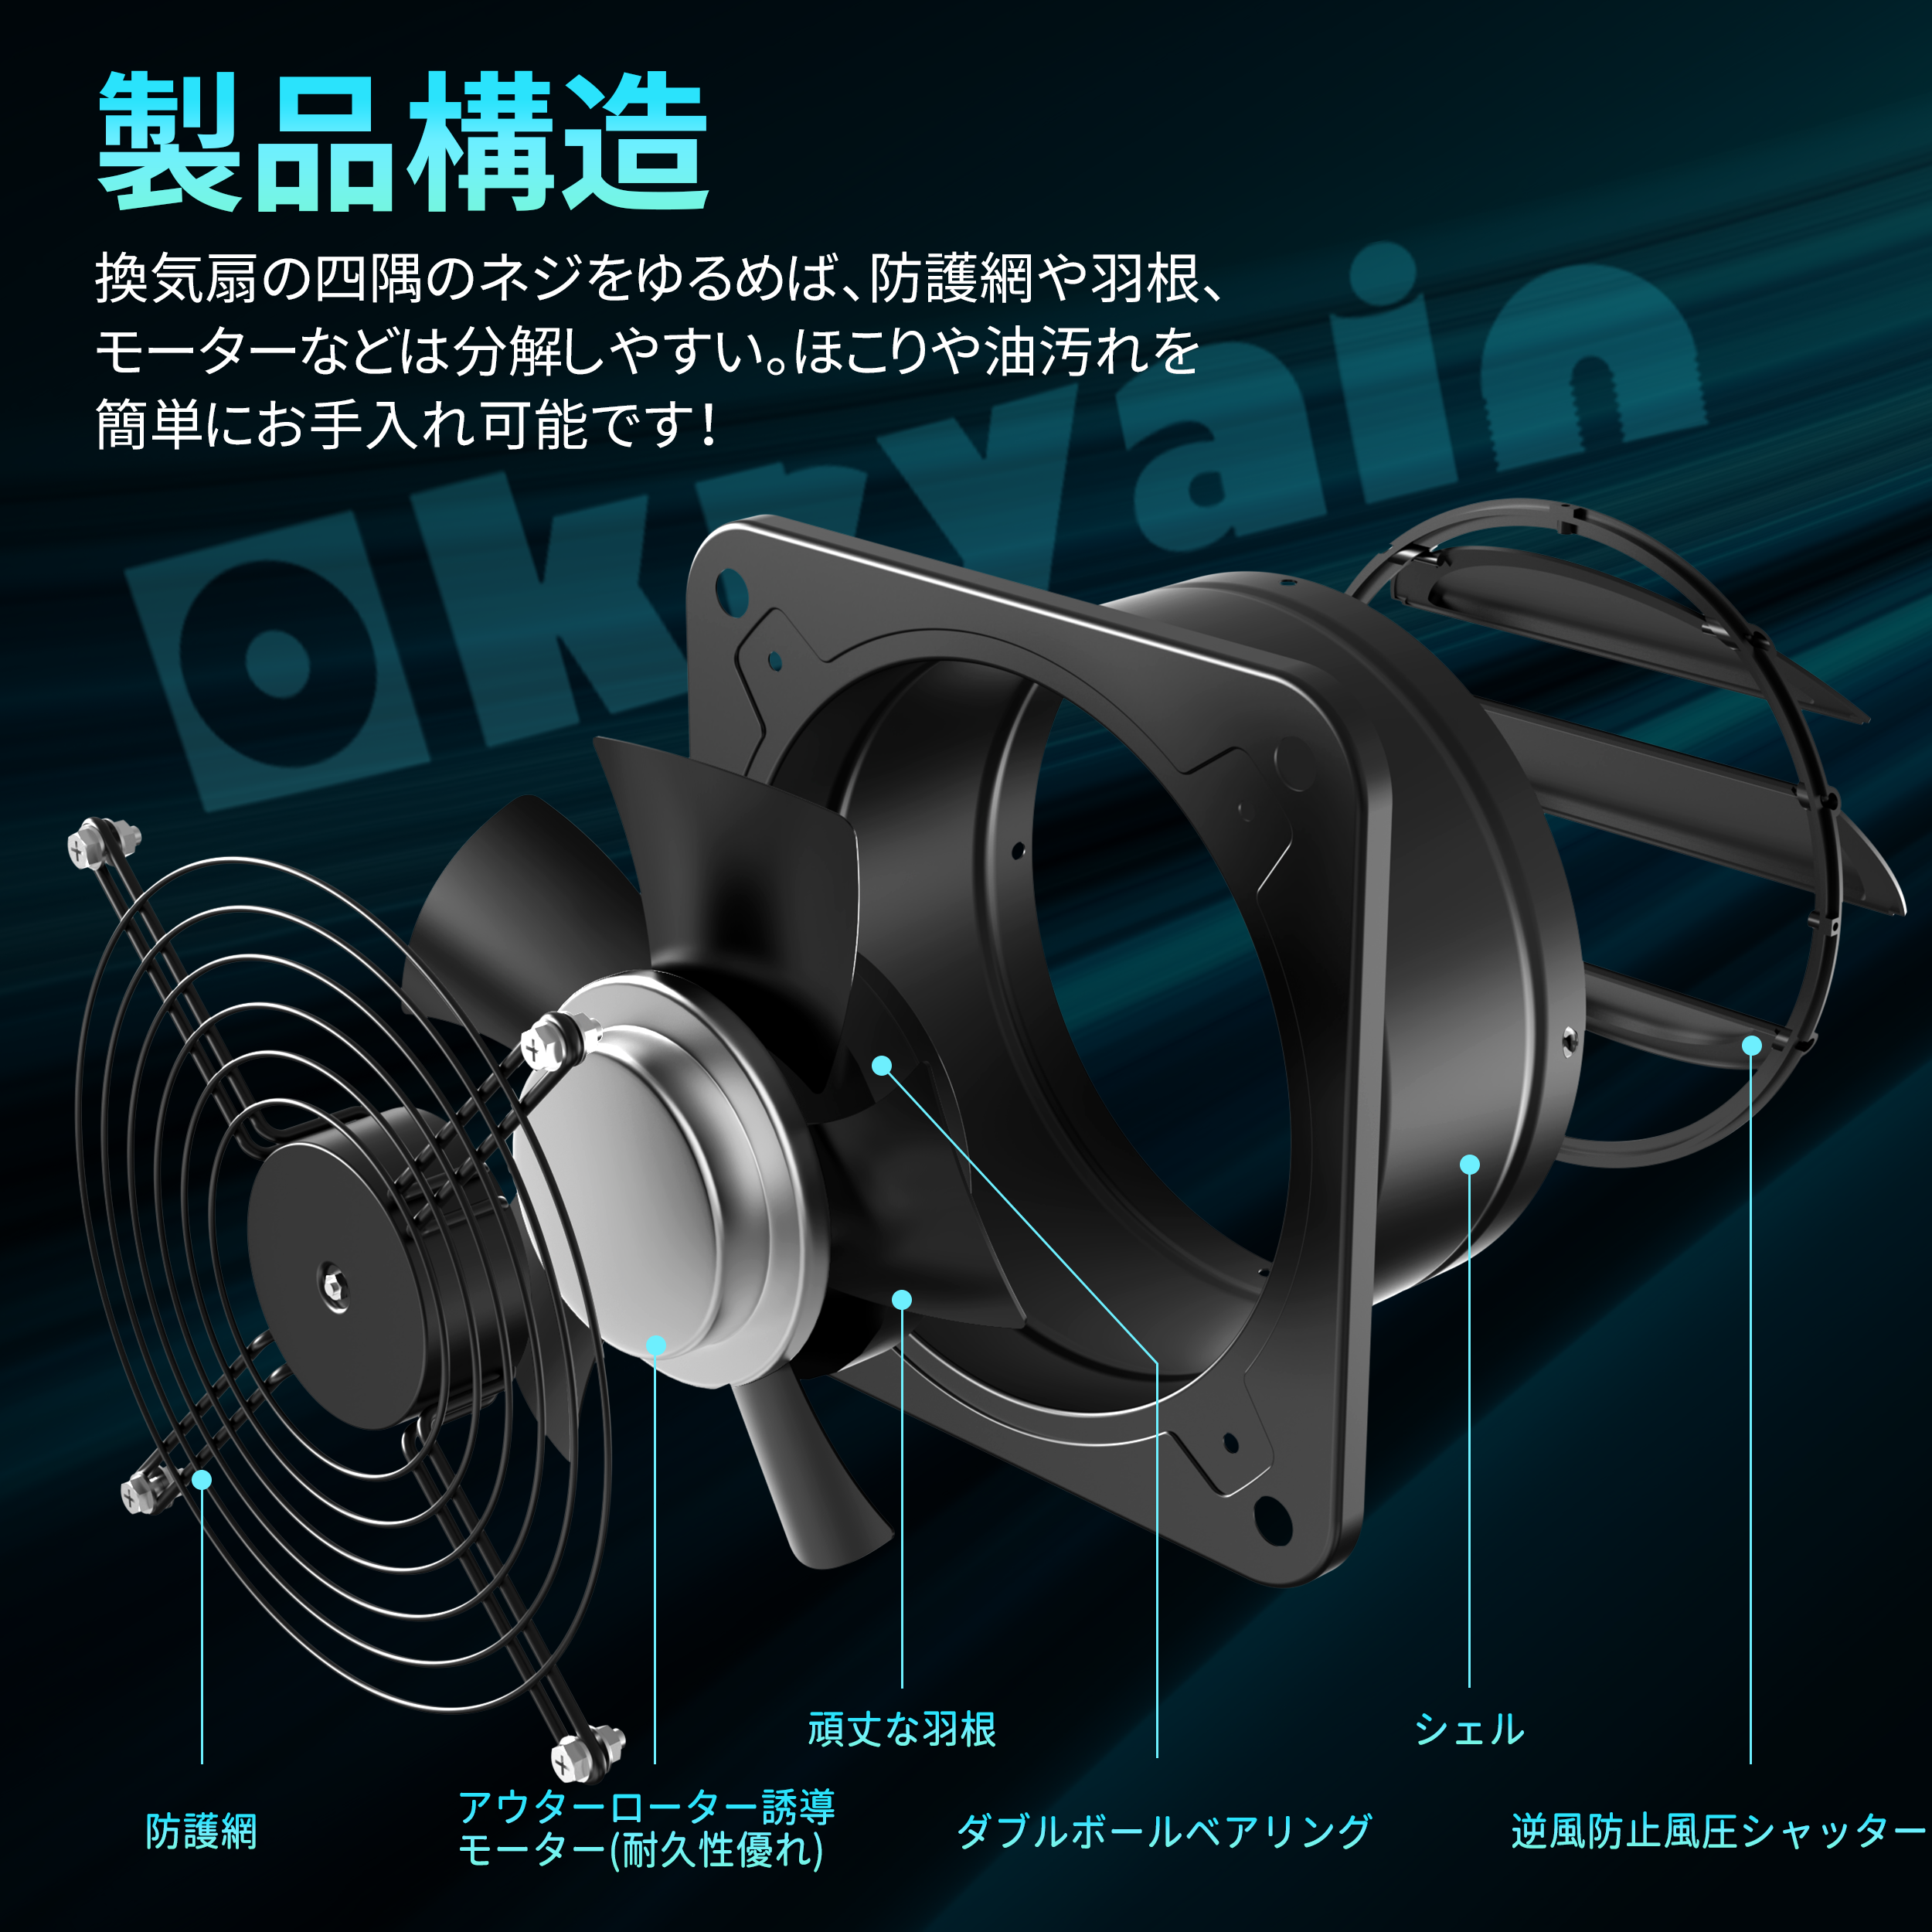 製品構造
換気扇の四隅のネジをゆるめば、防護網や羽根、
モーターなどは分解しやすい。ほこりや油汚れを
簡単にお手入れ可能です！
okryain
頑丈な羽根
シェル
防護網
アウターローター誘導
モーター(耐久性優れ)
ダブルボールベアリング
逆風防止風圧シャッター